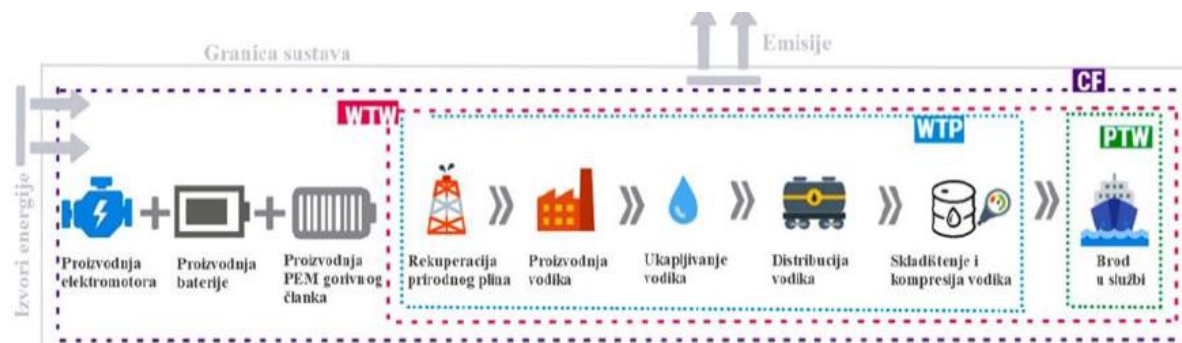 Granica sustava
Emisije
CF
WTW
WTP
PTW
Izvori energije
Proizvodnja
elektromotora
Proizvodnja
baterije
Proizvodnja
PEM gorivnog
članka
Rekuperacija
prirodnog plina
Proizvodnja
vodika
Ukapljivanje
vodika
Distribucija
vodika
Skladištenje i
kompresija vodika
Brod
u službi